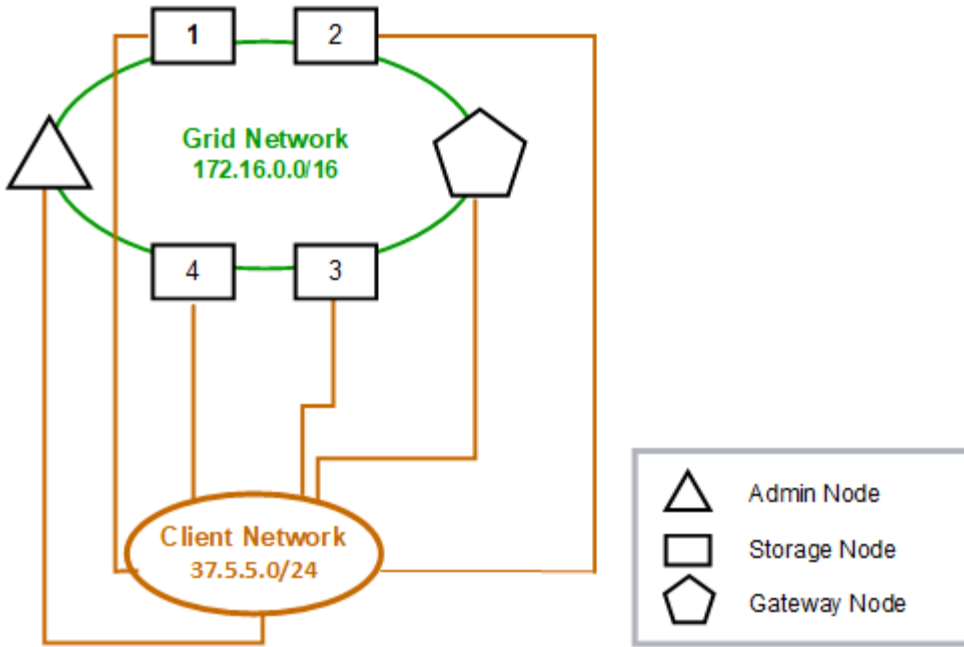 1
2
Grid Network
172.16.0.0/16
4
3
Client Network
37.5.5.0/24
Admin Node
Storage Node
Gateway Node